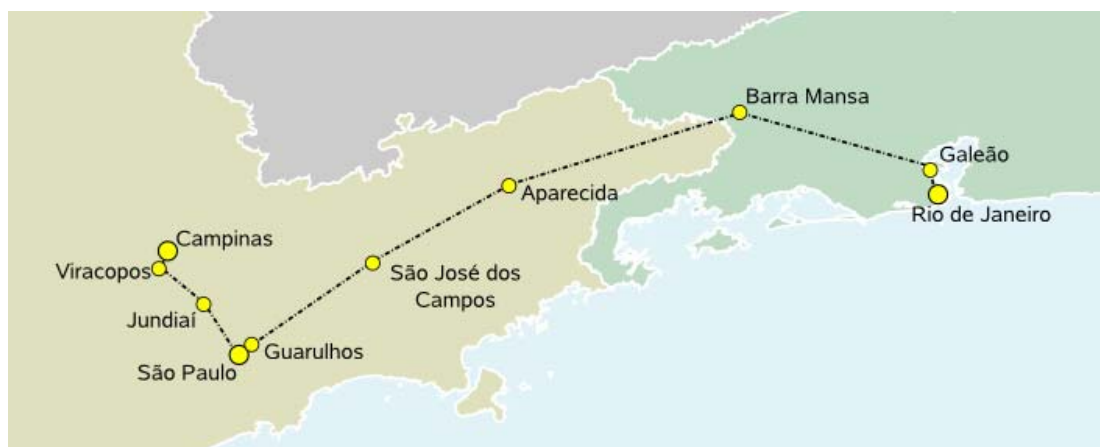 Barra Mansa
Galeão
Aparecida
Rio de Janeiro
Campinas
Viracopos
São José dos
Campos
Jundiaí
Guarulhos
São Paulo